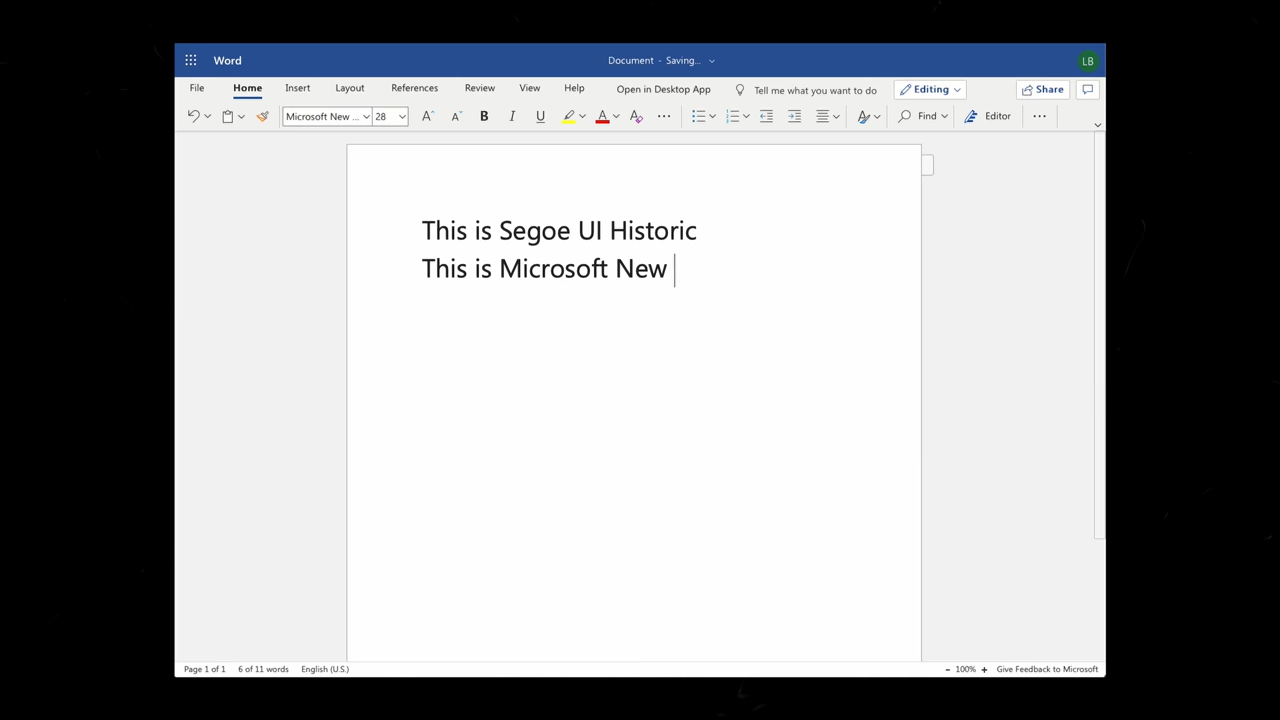 Word
Document - Saving...
LB
File Home Insert Layout References Review View Help Open in Desktop App Tell me what you want to do Editing Share
Microsoft New ... 28 A A B I U A A Find Editor
This is Segoe UI Historic
This is Microsoft New
Page 1 of 1 6 of 11 words English (U.S.) - 100% + Give Feedback to Microsoft